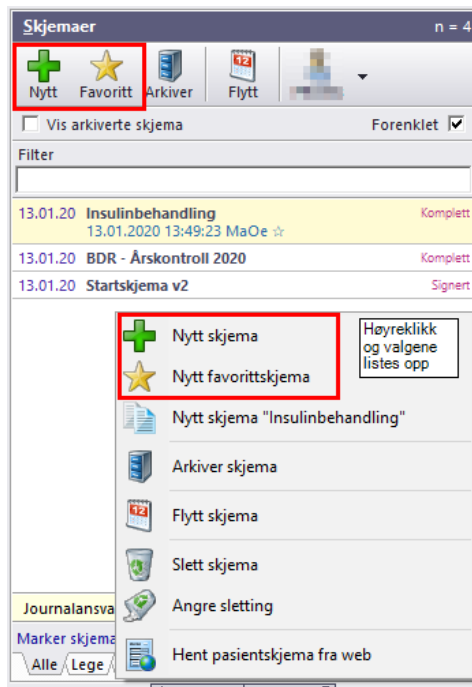 Skjemaer n = 4
Nytt Favoritt Arkiver Flytt
Vis arkiverte skjema Forenklet
Filter
13.01.20 Insulinbehandling Komplett
13.01.2020 13:49:23 MaOe ☆
13.01.20 BDR - Årskontroll 2020 Komplett
13.01.20 Startskjema v2 Signert
Nytt skjema
Høyreklikk
og valgene
listes opp
Nytt favorittskjema
Nytt skjema "Insulinbehandling"
Arkiver skjema
Flytt skjema
Slett skjema
Journalansva
Angre sletting
Marker skjema
Hent pasientskjema fra web
Alle Lege